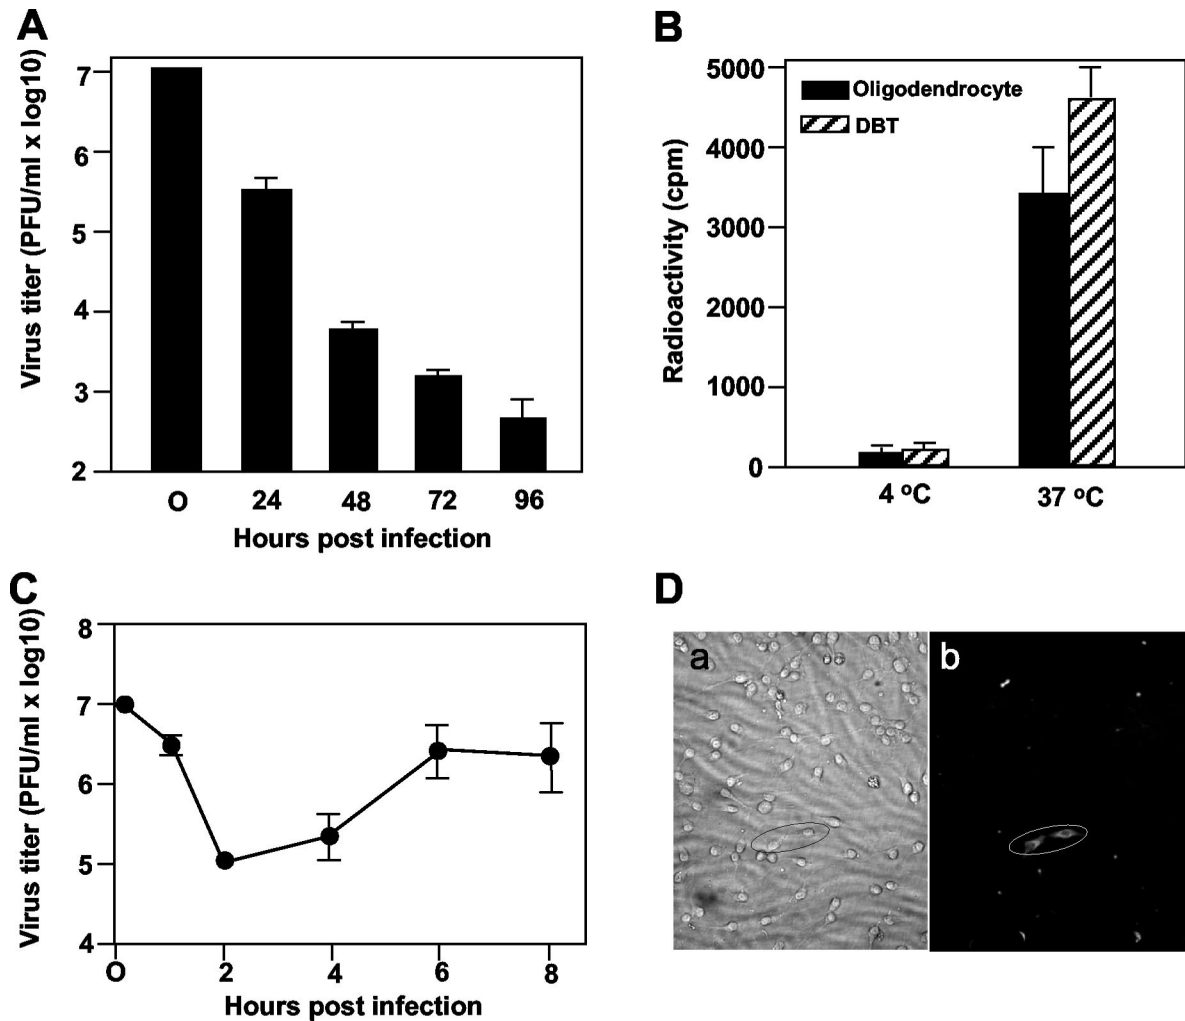 A
Virus titer (PFU/ml x log10)
7
6
5
4
3
2
O 24 48 72 96
Hours post infection
B
Radioactivity (cpm)
5000
4000
3000
2000
1000
0
Oligodendrocyte
DBT
4 ºC 37 ºC
C
Virus titer (PFU/ml x log10)
8
7
6
5
4
O 2 4 6 8
Hours post infection
D
a b